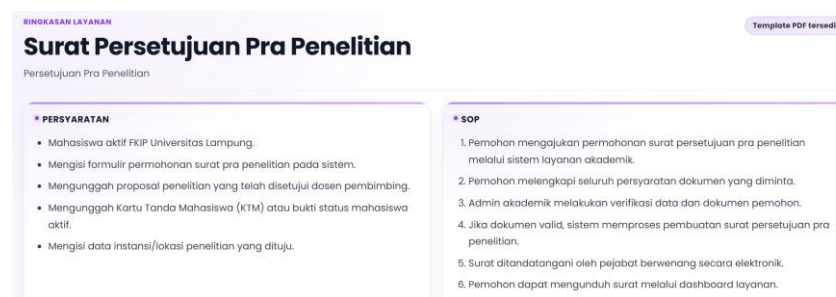 RINGKASAN LAYANAN
Template PDF tersedi
Surat Persetujuan Pra Penelitian
Persetujuan Pra Penelitian
PERSYARATAN
• Mahasiswa aktif FKIP Universitas Lampung.
• Mengisi formulir permohonan surat pra penelitian pada sistem.
• Mengunggah proposal penelitian yang telah disetujui dosen pembimbing.
• Mengunggah Kartu Tanda Mahasiswa (KTM) atau bukti status mahasiswa
aktif.
• Mengisi data instansi/lokasi penelitian yang dituju.
SOP
1. Pemohon mengajukan permohonan surat persetujuan pra penelitian
melalui sistem layanan akademik.
2. Pemohon melengkapi seluruh persyaratan dokumen yang diminta.
3. Admin akademik melakukan verifikasi data dan dokumen pemohon.
4. Jika dokumen valid, sistem memproses pembuatan surat persetujuan pra
penelitian.
5. Surat ditandatangani oleh pejabat berwenang secara elektronik.
6. Pemohon dapat mengunduh surat melalui dashboard layanan.